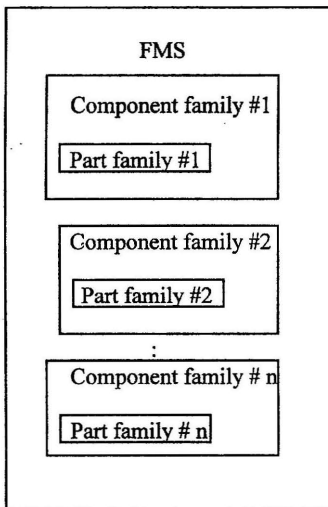 FMS
Component family #1
Part family #1
Component family #2
Part family #2
:
Component family # n
Part family # n